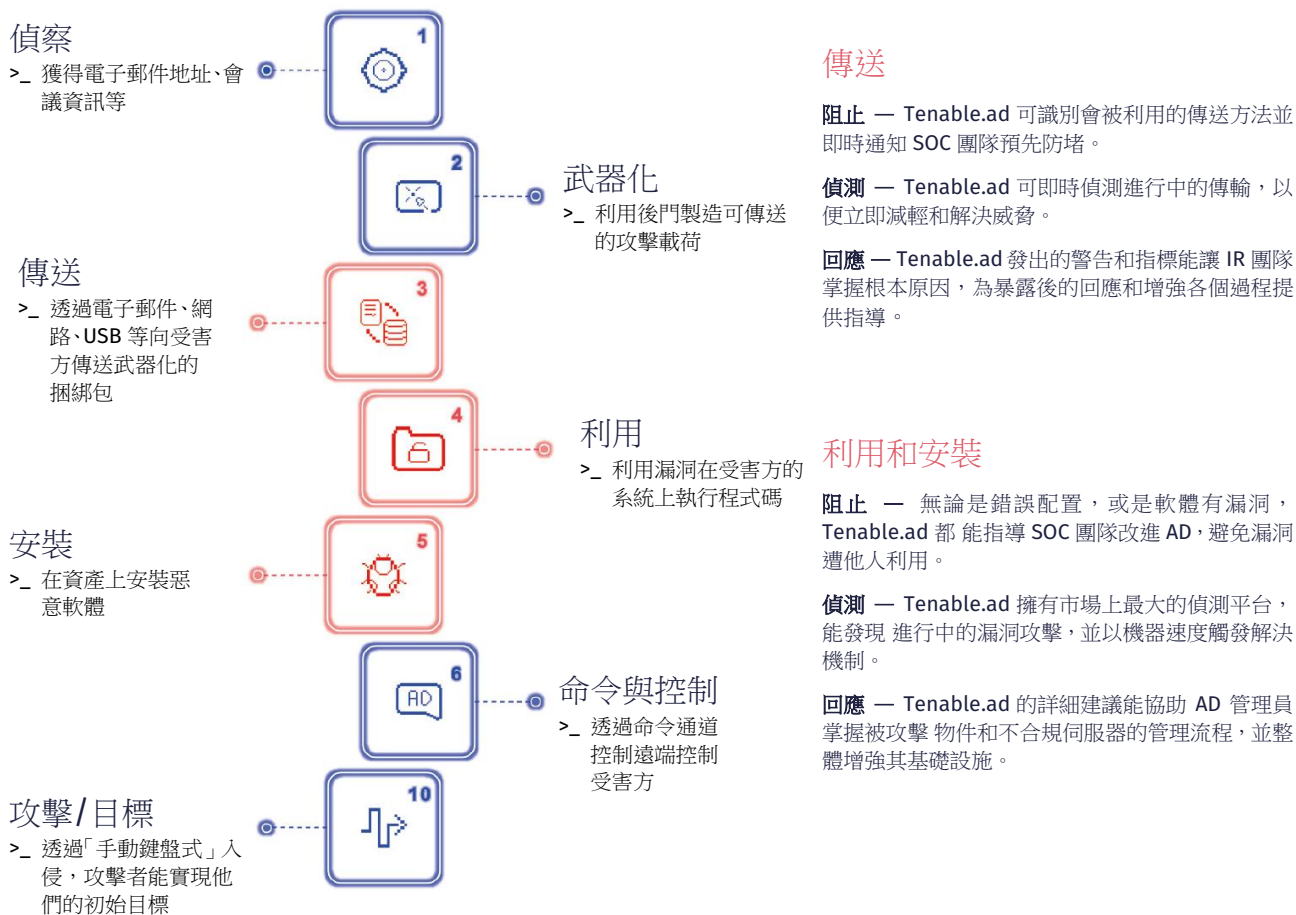 偵察
>_ 獲得電子郵件地址、會
議資訊等
1
2
武器化
>_ 利用後門製造可傳送
的攻擊載荷
傳送
>_ 透過電子郵件、網
路、USB 等向受害
方傳送武器化的
捆綁包
3
4
利用
>_ 利用漏洞在受害方的
系統上執行程式碼
安裝
>_ 在資產上安裝惡
意軟體
5
6
AD
命令與控制
>_ 透過命令通道
控制遠端控制
受害方
攻擊/目標
>_ 透過「手動鍵盤式」入
侵,攻擊者能實現他
們的初始目標
10
傳送
阻止 — Tenable.ad 可識別會被利用的傳送方法並
即時通知 SOC 團隊預先防堵。
偵測 — Tenable.ad 可即時偵測進行中的傳輸,以
便立即減輕和解決威脅。
回應 — Tenable.ad 發出的警告和指標能讓 IR 團隊
掌握根本原因,為暴露後的回應和增強各個過程提
供指導。
利用和安裝
阻止 — 無論是錯誤配置,或是軟體有漏洞,
Tenable.ad 都 能指導 SOC 團隊改進 AD,避免漏洞
遭他人利用。
偵測 — Tenable.ad 擁有市場上最大的偵測平台,
能發現 進行中的漏洞攻擊,並以機器速度觸發解決
機制。
回應 — Tenable.ad 的詳細建議能協助 AD 管理員
掌握被攻擊 物件和不合規伺服器的管理流程,並整
體增強其基礎設施。